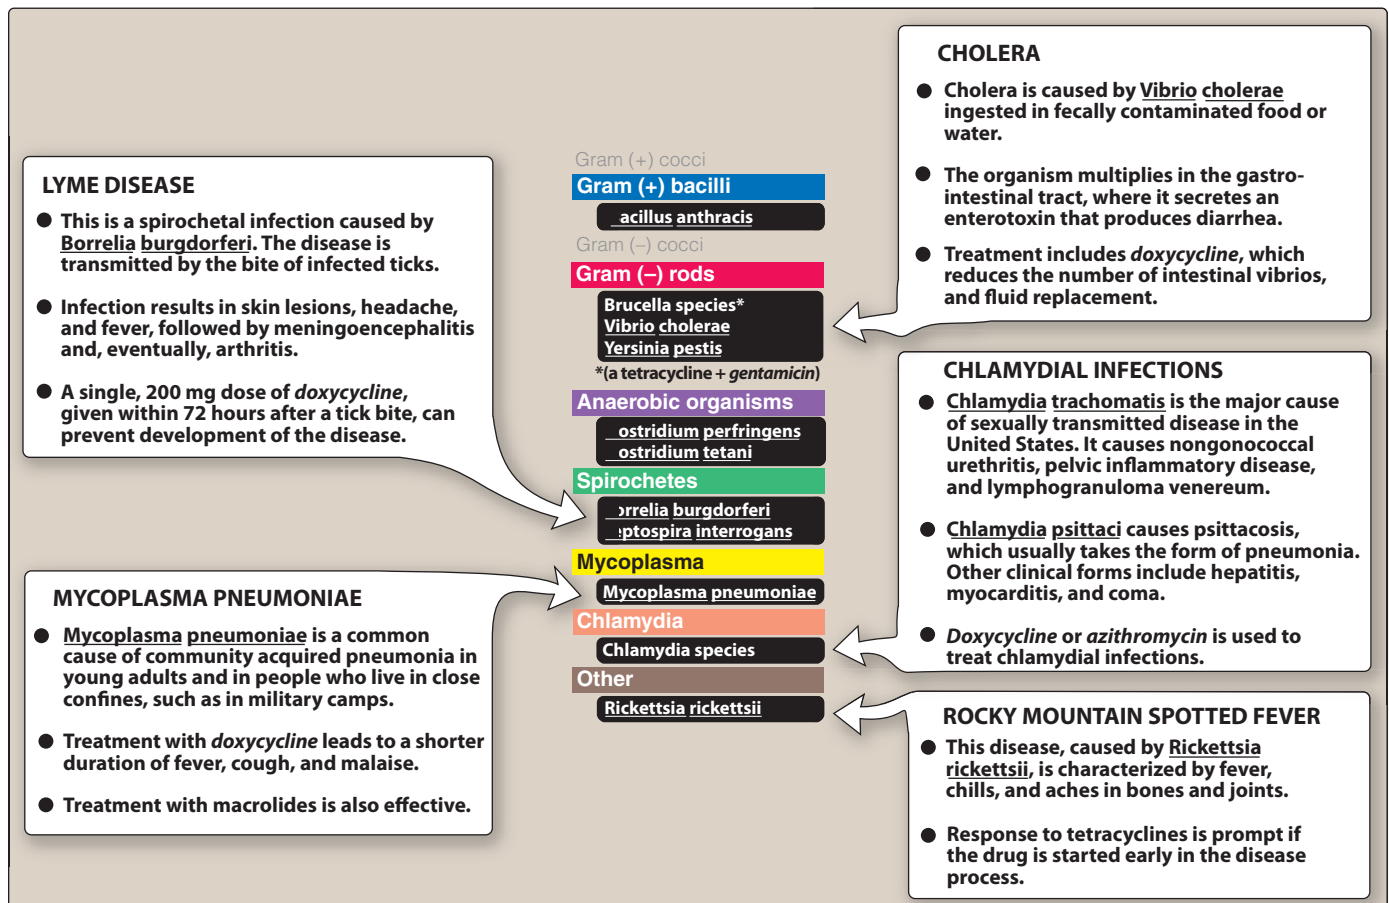 CHOLERA
● Cholera is caused by Vibrio cholerae
ingested in fecally contaminated food or
water.
● The organism multiplies in the gastro-
intestinal tract, where it secretes an
enterotoxin that produces diarrhea.
● Treatment includes doxycycline, which
reduces the number of intestinal vibrios,
and fluid replacement.
LYME DISEASE
● This is a spirochetal infection caused by
Borrelia burgdorferi. The disease is
transmitted by the bite of infected ticks.
● Infection results in skin lesions, headache,
and fever, followed by meningoencephalitis
and, eventually, arthritis.
● A single, 200 mg dose of doxycycline,
given within 72 hours after a tick bite, can
prevent development of the disease.
Gram (+) cocci
Gram (+) bacilli
acillus anthracis
Gram (–) cocci
Gram (–) rods
Brucella species*
Vibrio cholerae
Yersinia pestis
*(a tetracycline + gentamicin)
Anaerobic organisms
ostridium perfringens
ostridium tetani
Spirochetes
orrelia burgdorferi
eptospira interrogans
Mycoplasma
Mycoplasma pneumoniae
Chlamydia
Chlamydia species
Other
Rickettsia rickettsii
CHLAMYDIAL INFECTIONS
● Chlamydia trachomatis is the major cause
of sexually transmitted disease in the
United States. It causes nongonococcal
urethritis, pelvic inflammatory disease,
and lymphogranuloma venereum.
● Chlamydia psittaci causes psittacosis,
which usually takes the form of pneumonia.
Other clinical forms include hepatitis,
myocarditis, and coma.
● Doxycycline or azithromycin is used to
treat chlamydial infections.
MYCOPLASMA PNEUMONIAE
● Mycoplasma pneumoniae is a common
cause of community acquired pneumonia in
young adults and in people who live in close
confines, such as in military camps.
● Treatment with doxycycline leads to a shorter
duration of fever, cough, and malaise.
● Treatment with macrolides is also effective.
ROCKY MOUNTAIN SPOTTED FEVER
● This disease, caused by Rickettsia
rickettsii, is characterized by fever,
chills, and aches in bones and joints.
● Response to tetracyclines is prompt if
the drug is started early in the disease
process.